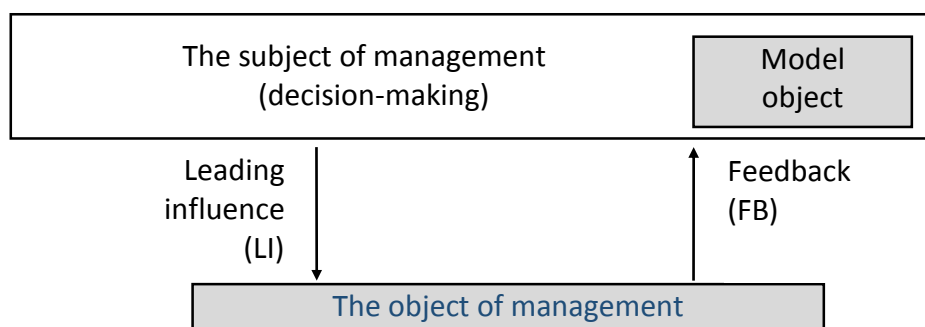 The subject of management
(decision-making)
Model
object
Leading
influence
(LI)
Feedback
(FB)
The object of management